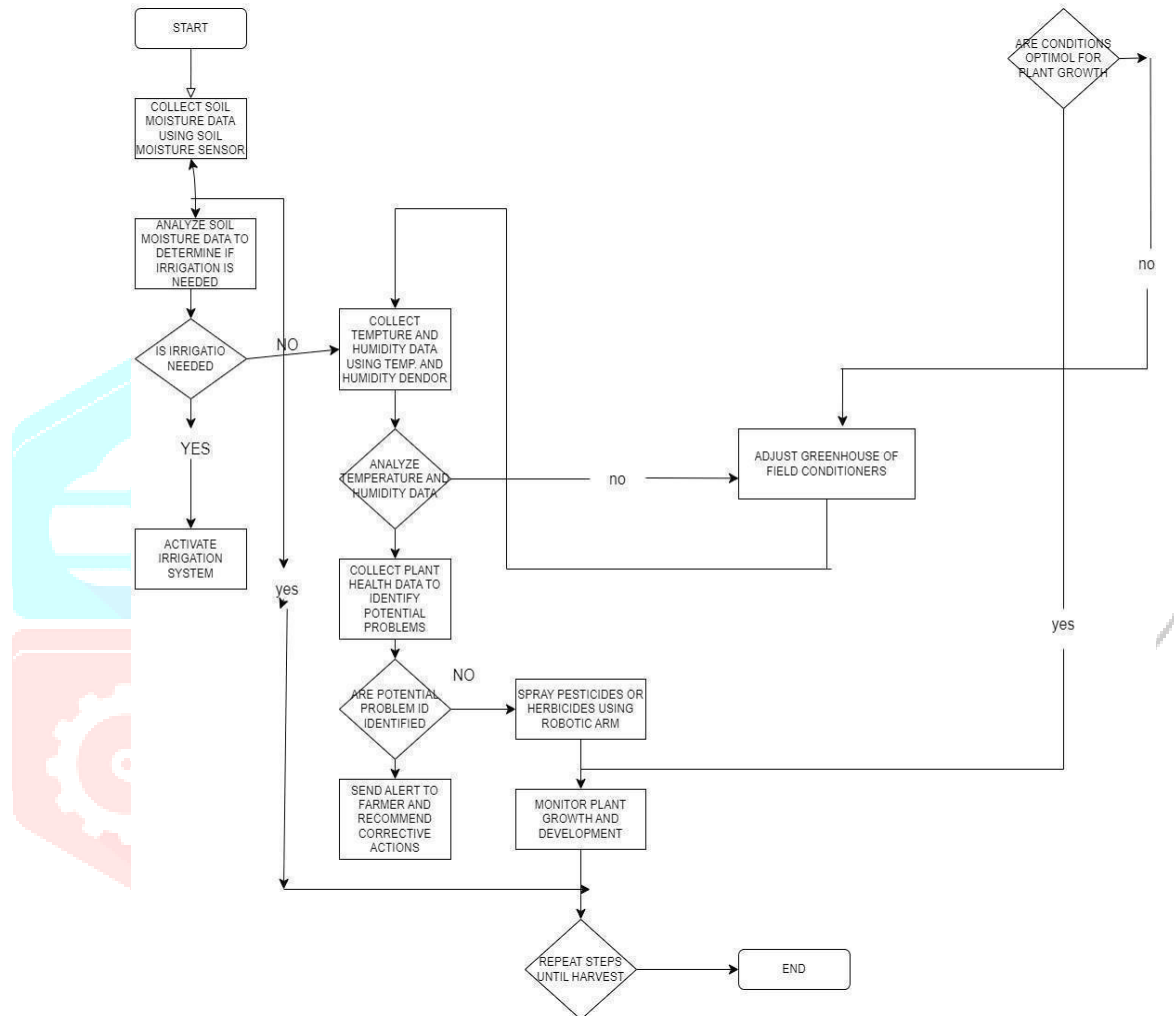 START
COLLECT SOIL
MOISTURE DATA
USING SOIL
MOISTURE SENSOR
ANALYZE SOIL
MOISTURE DATA TO
DETERMINE IF
IRRIGATION IS
NEEDED
IS IRRIGATIO
NEEDED
NO
YES
ACTIVATE
IRRIGATION
SYSTEM
yes
COLLECT
TEMPTURE AND
HUMIDITY DATA
USING TEMP. AND
HUMIDITY DENDOR
ANALYZE
TEMPERATURE AND
HUMIDITY DATA
no
ADJUST GREENHOUSE OF
FIELD CONDITIONERS
ARE CONDITIONS
OPTIMOL FOR
PLANT GROWTH
no
yes
COLLECT PLANT
HEALTH DATA TO
IDENTIFY
POTENTIAL
PROBLEMS
ARE POTENTIAL
PROBLEM ID
IDENTIFIED
NO
SPRAY PESTICIDES OR
HERBICIDES USING
ROBOTIC ARM
SEND ALERT TO
FARMER AND
RECOMMEND
CORRECTIVE
ACTIONS
MONITOR PLANT
GROWTH AND
DEVELOPMENT
REPEAT STEPS
UNTIL HARVEST
END